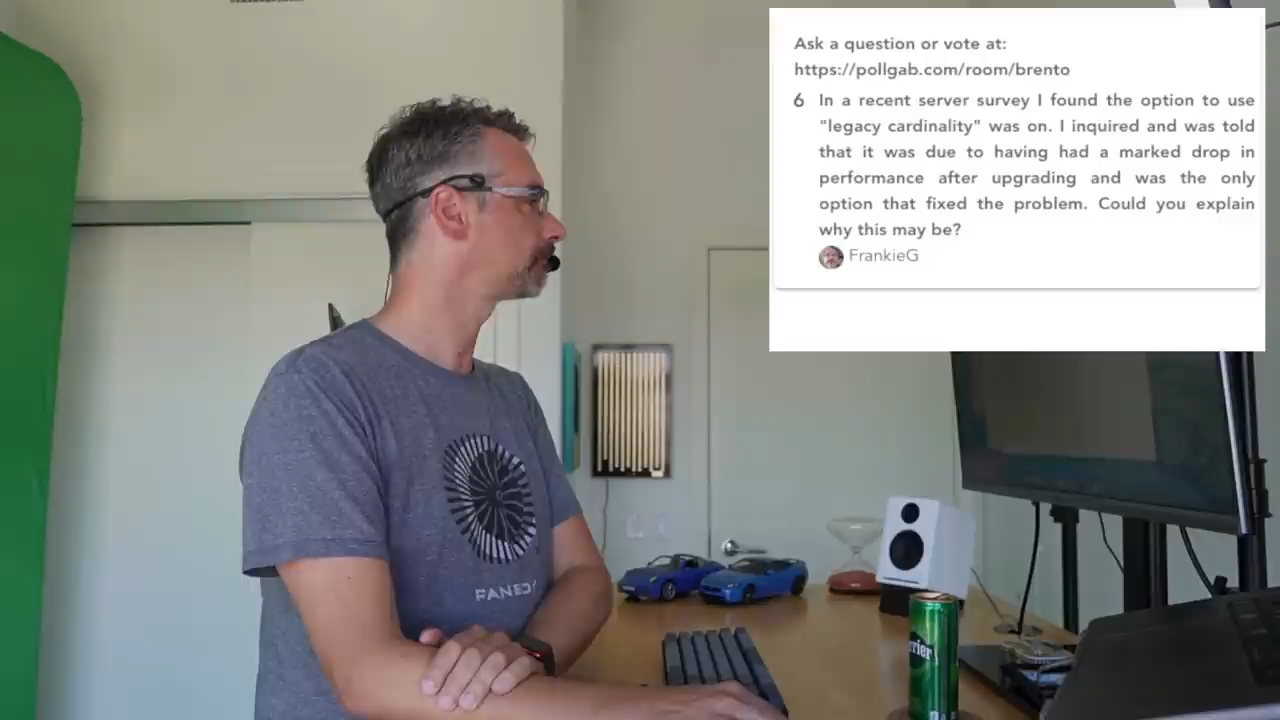 Ask a question or vote at:
https://pollgab.com/room/brento
6 In a recent server survey I found the option to use
"legacy cardinality" was on. I inquired and was told
that it was due to having had a marked drop in
performance after upgrading and was the only
option that fixed the problem. Could you explain
why this may be?
FrankieG